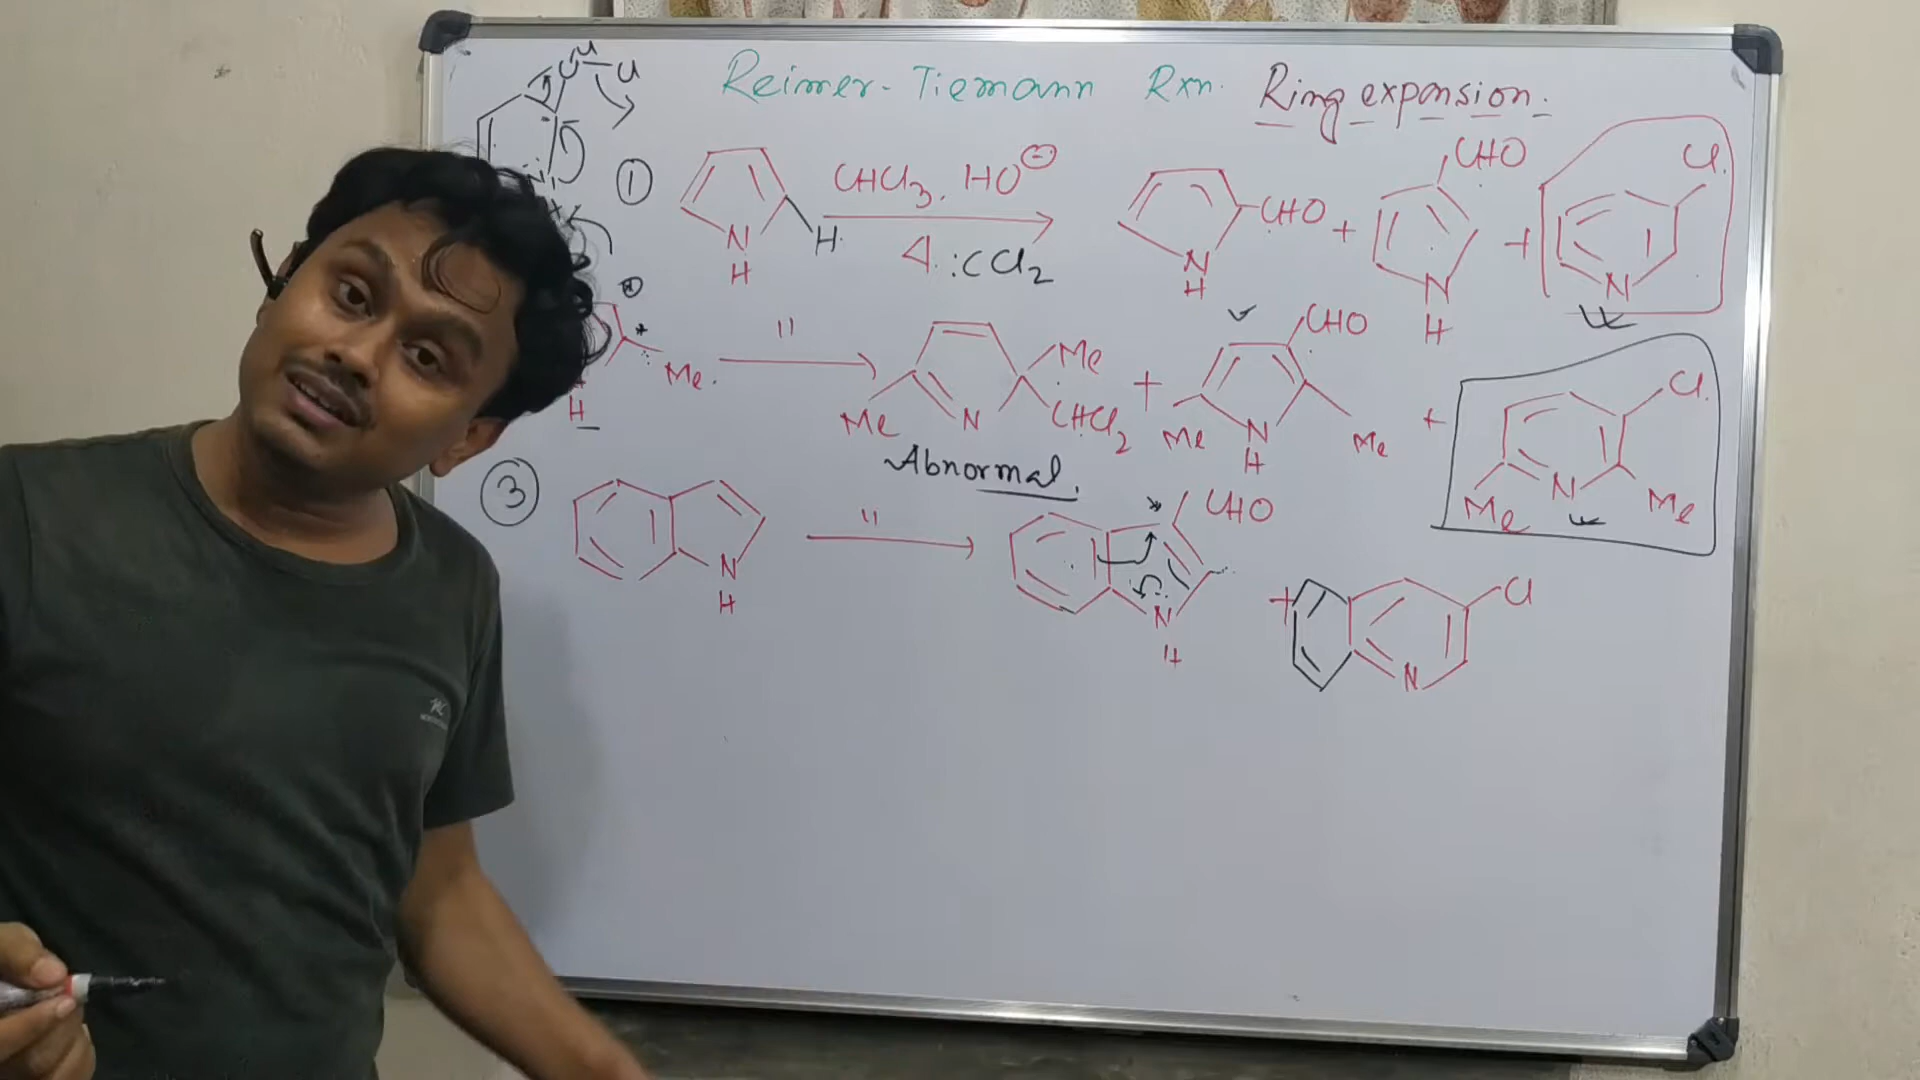 Reimer-Tiemann Rxn. Ring expansion.
Cl
① N H H CHCl3, HO⊖ Δ :CCl2 N H CHO + CHO N H + Cl N
⊕ * Me H " Me N Me CHCl2 + CHO Me N H Me + Cl Me N Me
Abnormal.
③ N H " * CHO N H + N Cl